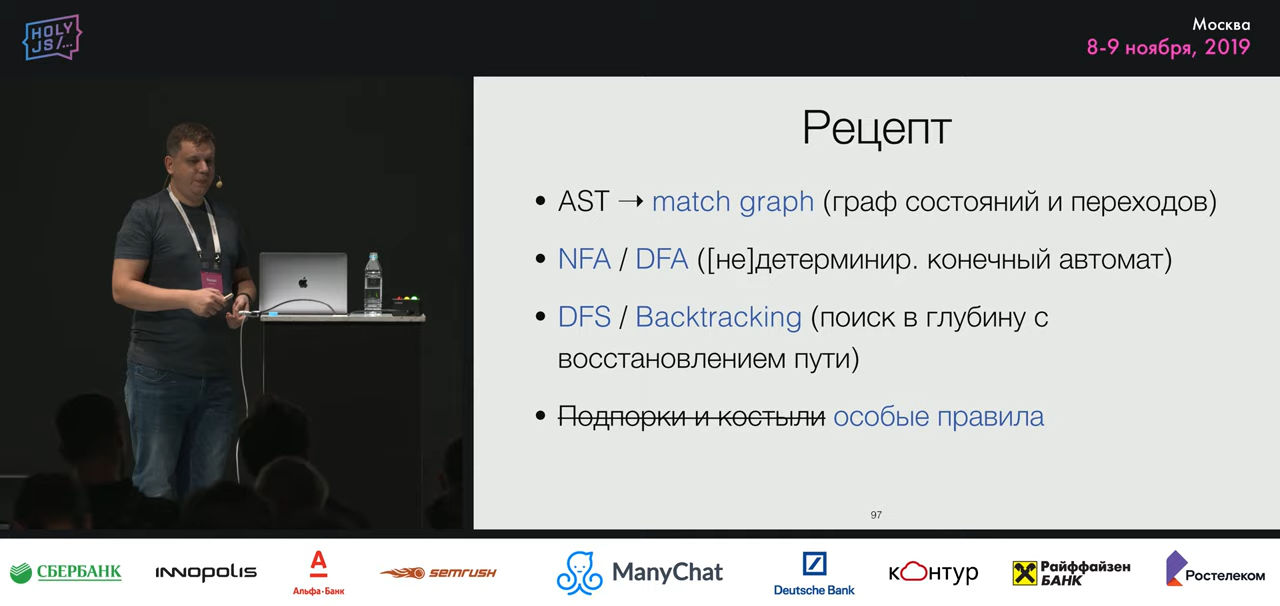 HOLY
JS/...
Москва
8-9 ноября, 2019
Рецепт
• AST → match graph (граф состояний и переходов)
• NFA / DFA ([не]детерминир. конечный автомат)
• DFS / Backtracking (поиск в глубину с
восстановлением пути)
• Подпорки и костыли особые правила
97
СБЕРБАНК
INNOPOLIS
А
Альфа·Банк
semrush
ManyChat
Deutsche Bank
контур
Райффайзен
БАНК
Ростелеком